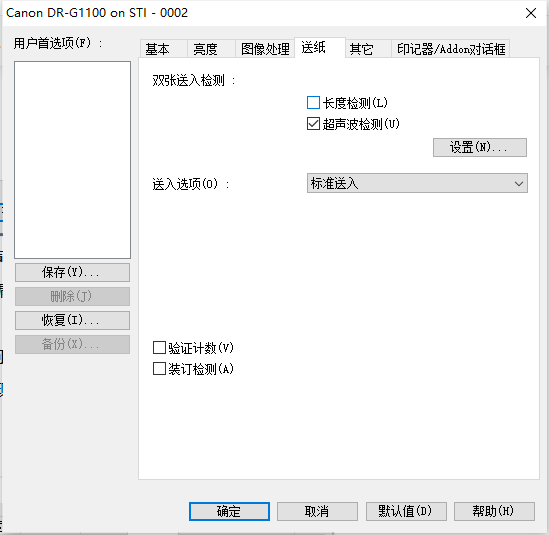 Canon DR-G1100 on STI - 0002
用户首选项(F) :
基本 亮度 图像处理 送纸 其它 印记器/Addon对话框
双张送入检测 :
长度检测(L)
超声波检测(U)
设置(N)...
送入选项(O) :
标准送入
保存(Y)...
删除(J)
恢复(I)...
备份(X)...
验证计数(V)
装订检测(A)
确定 取消 默认值(D) 帮助(H)